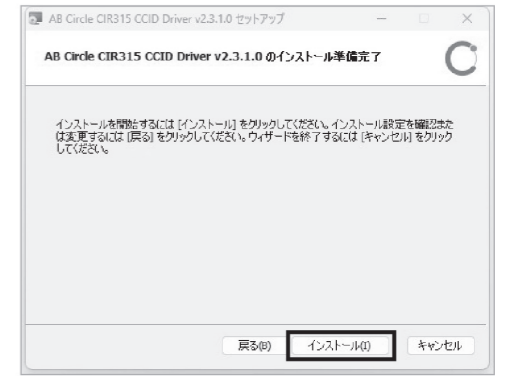 AB Circle CIR315 CCID Driver v2.3.1.0 セットアップ
AB Circle CIR315 CCID Driver v2.3.1.0 のインストール準備完了
インストールを開始するには [インストール] をクリックしてください。インストール設定を確認また
は変更するには [戻る] をクリックしてください。ウィザードを終了するには [キャンセル] をクリック
してください。
戻る(B) インストール(I) キャンセル